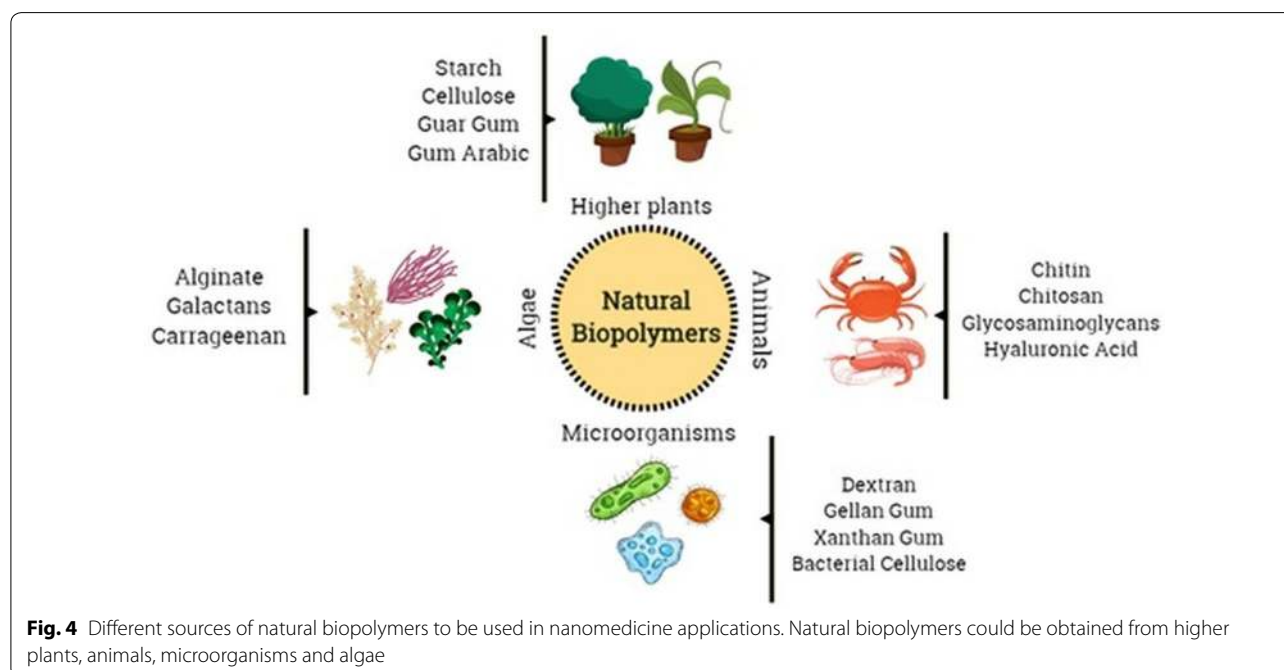 Starch
Cellulose
Guar Gum
Gum Arabic
Higher plants
Alginate
Galactans
Carrageenan
Algae
Natural
Biopolymers
Animals
Chitin
Chitosan
Glycosaminoglycans
Hyaluronic Acid
Microorganisms
Dextran
Gellan Gum
Xanthan Gum
Bacterial Cellulose
Fig. 4 Different sources of natural biopolymers to be used in nanomedicine applications. Natural biopolymers could be obtained from higher
plants, animals, microorganisms and algae